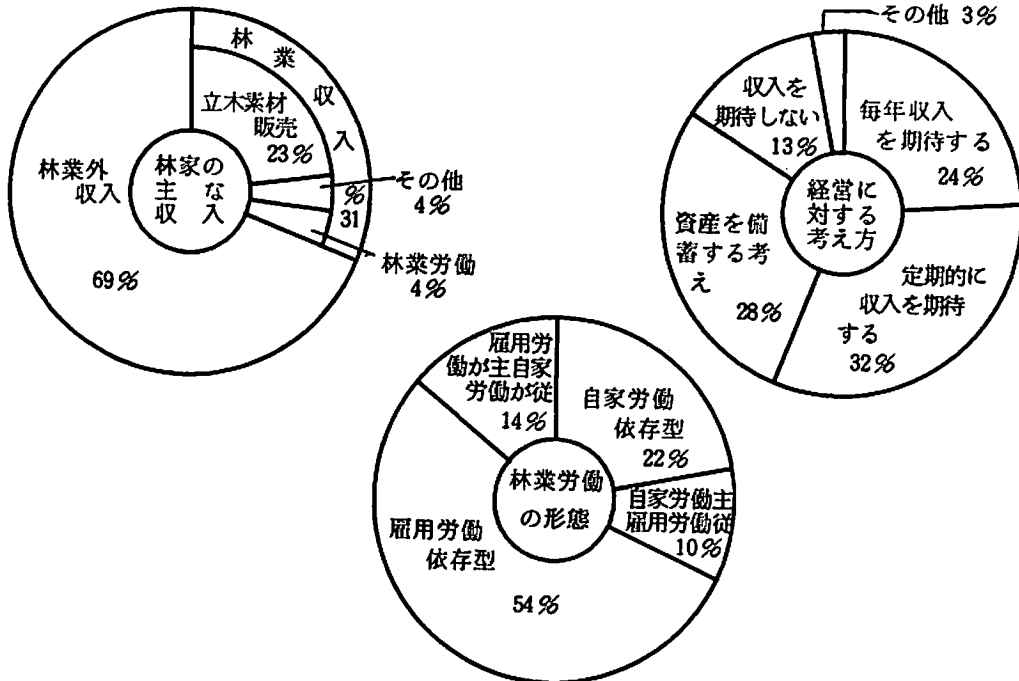 林業収入
31%
立木素材
販売
23%
その他
4%
林業労働
4%
林業外
収入
69%
林家の
主な
収入
その他 3%
毎年収入
を期待する
24%
定期的に
収入を期待
する
32%
資産を備
蓄する考
え
28%
収入を
期待しない
13%
経営に
対する
考え方
雇用労
働が主自家
労働が従
14%
自家労働
依存型
22%
自家労働主
雇用労働従
10%
雇用労働
依存型
54%
林業労働
の形態